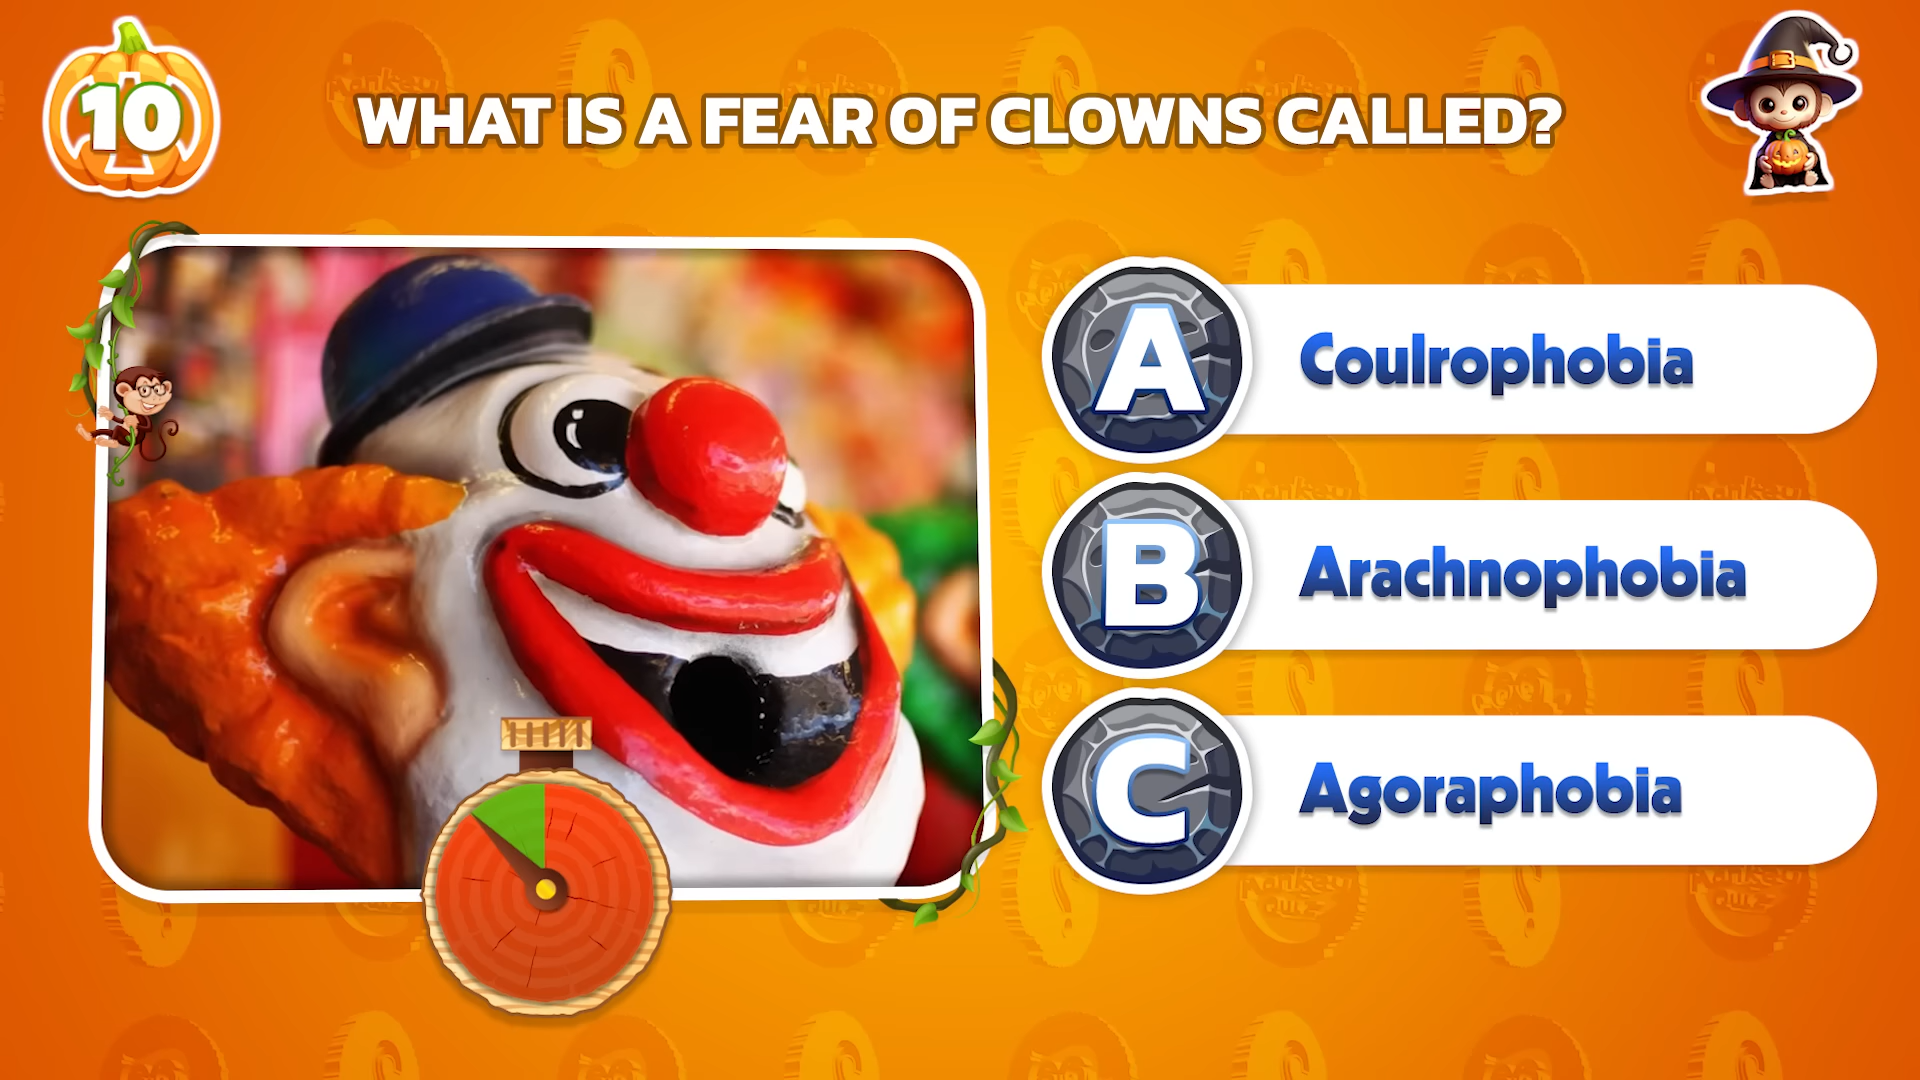 10
WHAT IS A FEAR OF CLOWNS CALLED?
A
Coulrophobia
B
Arachnophobia
C
Agoraphobia